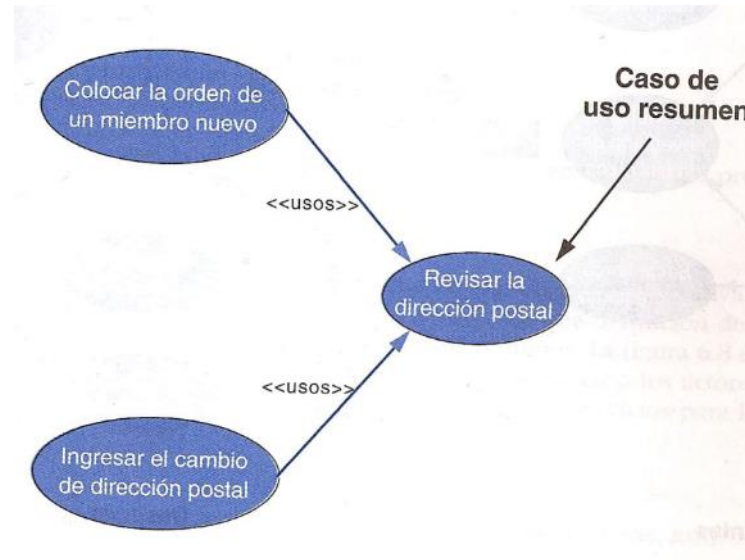 Colocar la orden de
un miembro nuevo
Caso de
uso resumen
<<usos>>
Revisar la
dirección postal
<<usos>>
Ingresar el cambio
de dirección postal